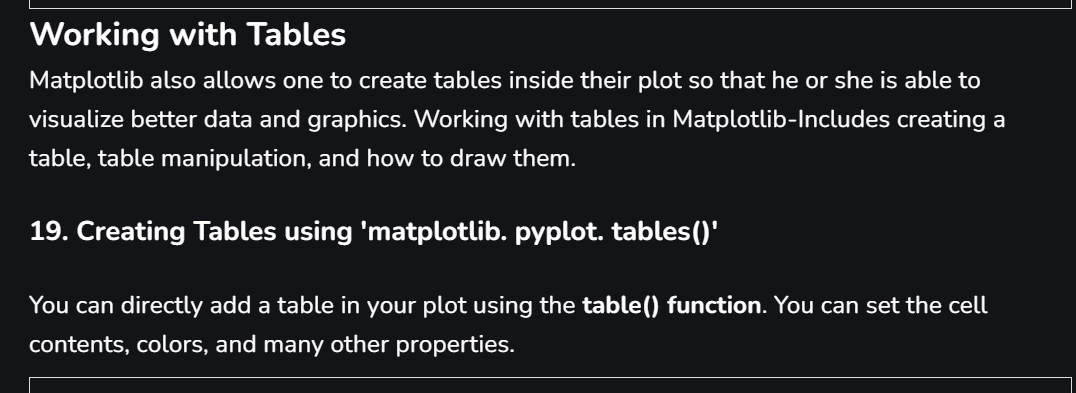 Working with Tables
Matplotlib also allows one to create tables inside their plot so that he or she is able to
visualize better data and graphics. Working with tables in Matplotlib-Includes creating a
table, table manipulation, and how to draw them.
19. Creating Tables using 'matplotlib. pyplot. tables()'
You can directly add a table in your plot using the table() function. You can set the cell
contents, colors, and many other properties.